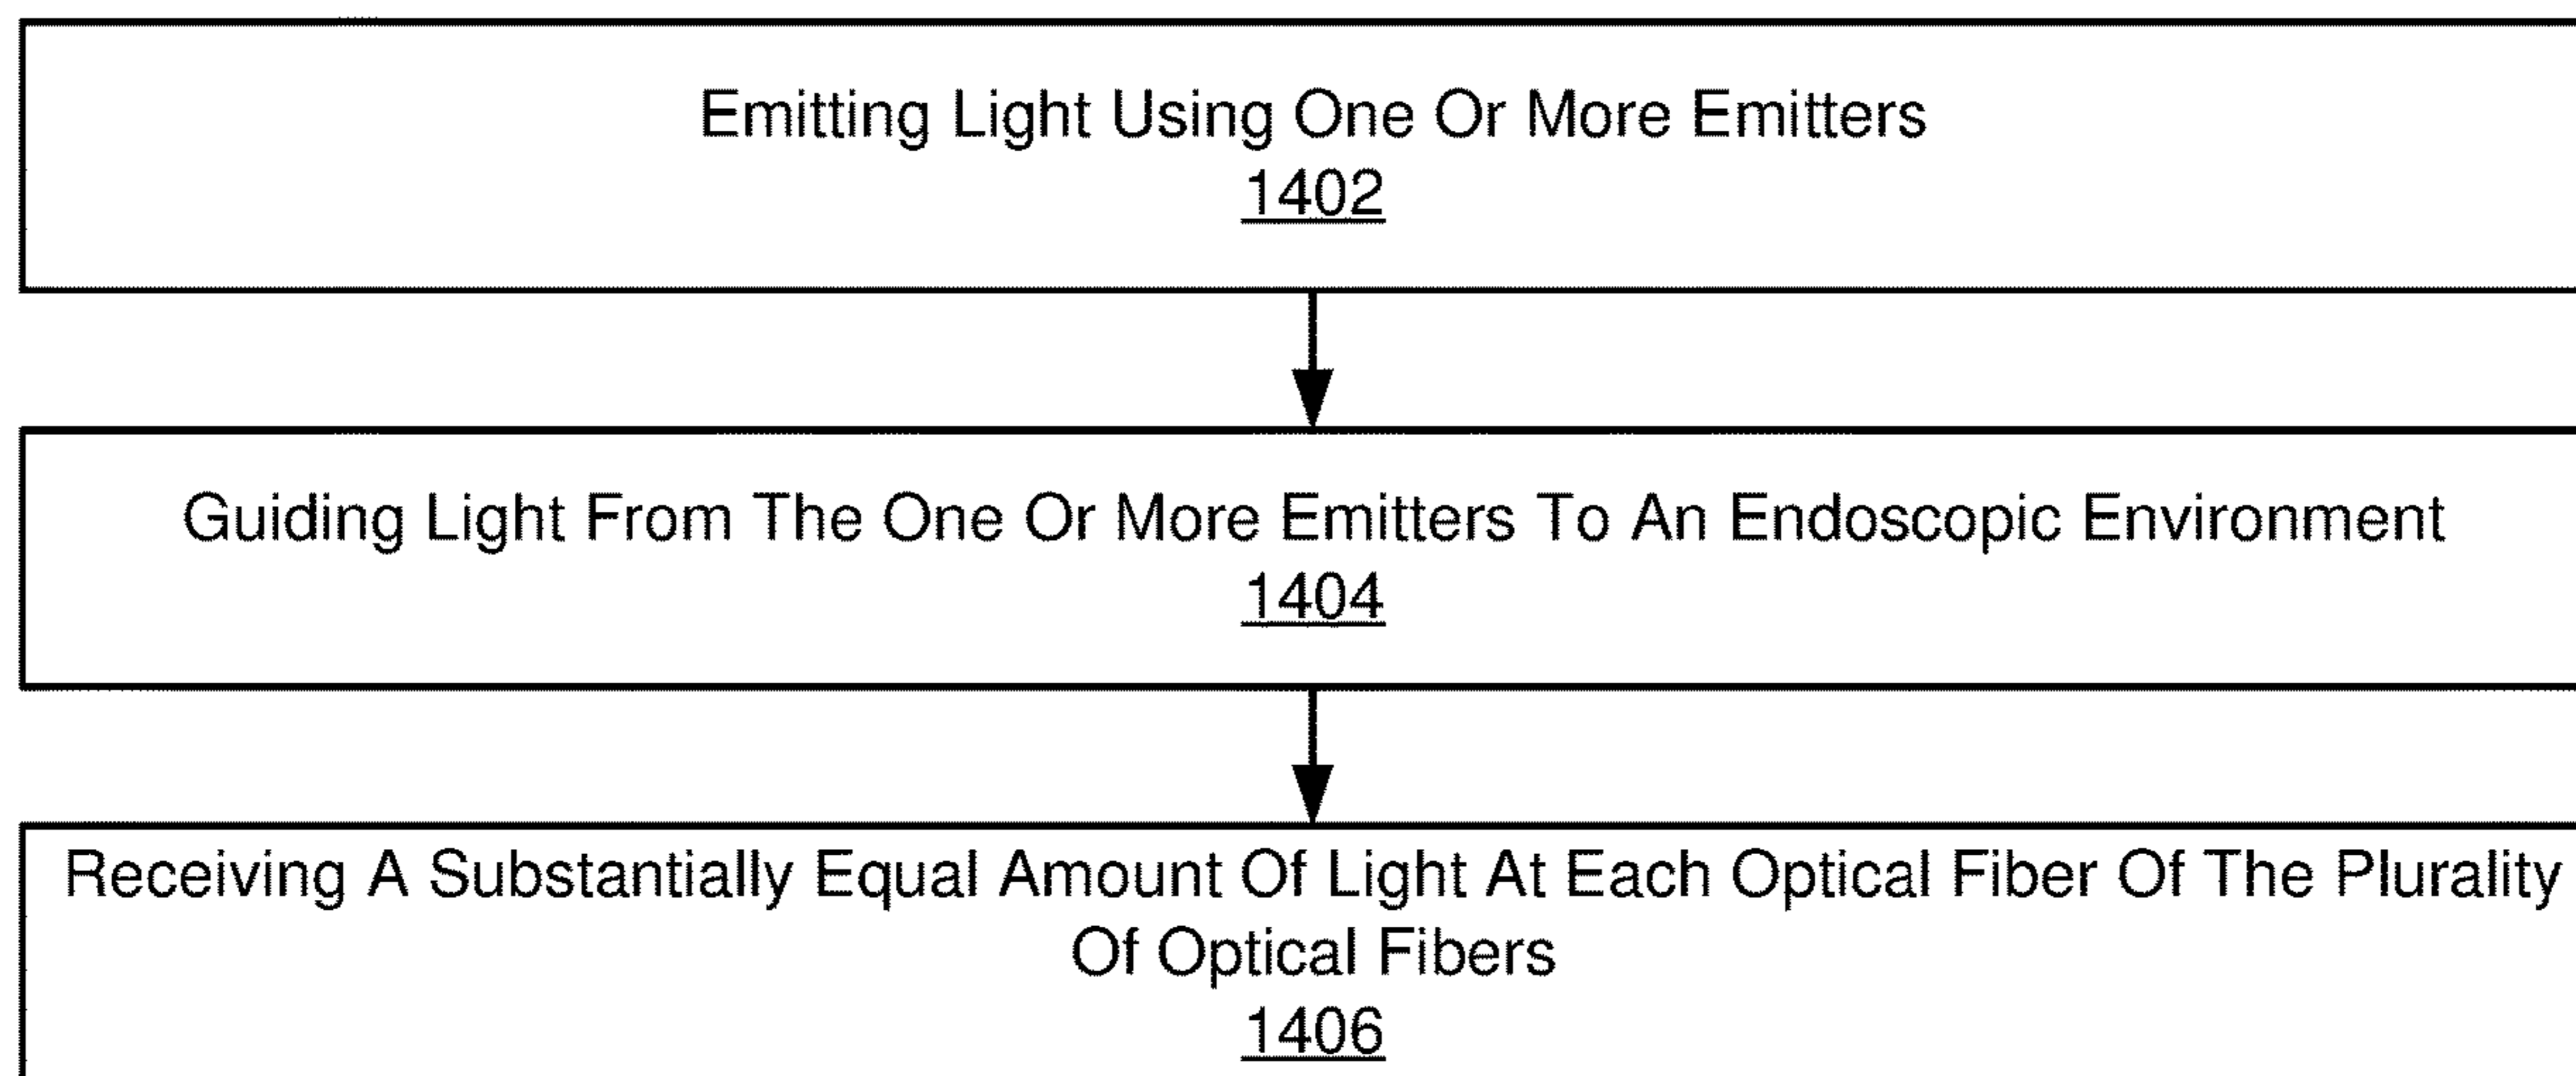 Emitting Light Using One Or More Emitters
1402
Guiding Light From The One Or More Emitters To An Endoscopic Environment
1404
Receiving A Substantially Equal Amount Of Light At Each Optical Fiber Of The Plurality
Of Optical Fibers
1406